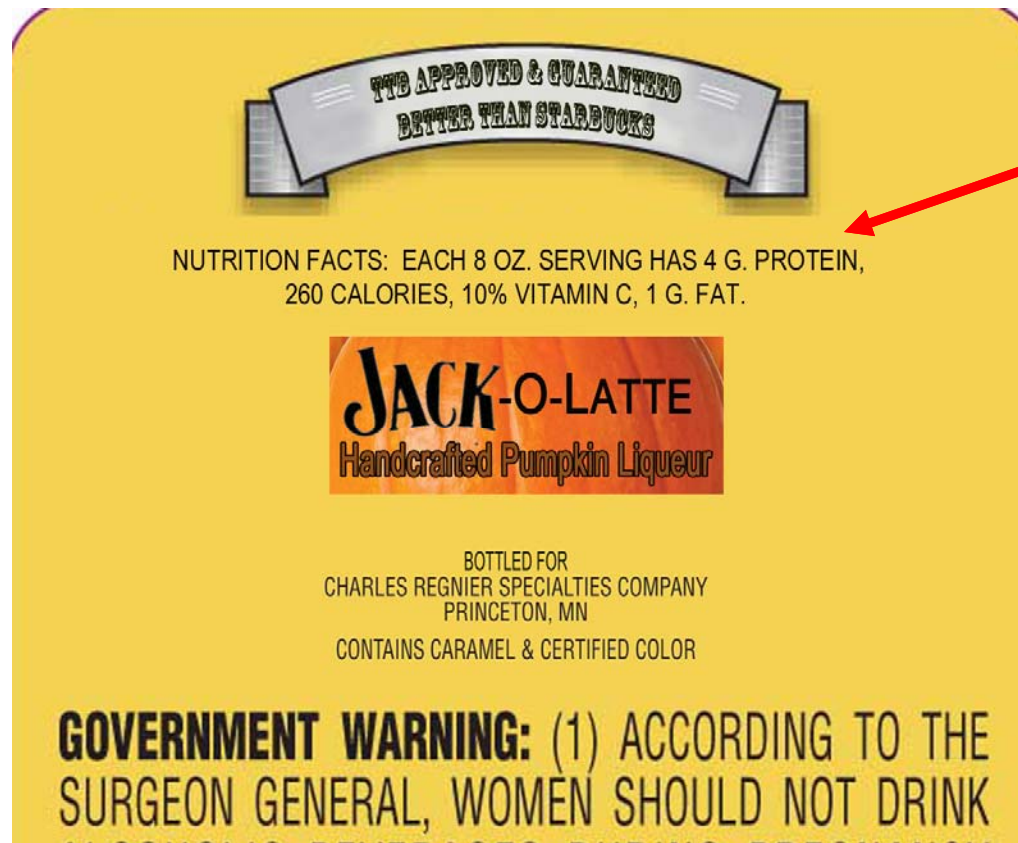 TTB APPROVED & GUARANTEED
BETTER THAN STARBUCKS
NUTRITION FACTS: EACH 8 OZ. SERVING HAS 4 G. PROTEIN,
260 CALORIES, 10% VITAMIN C, 1 G. FAT.
JACK-O-LATTE
Handcrafted Pumpkin Liqueur
BOTTLED FOR
CHARLES REGNIER SPECIALTIES COMPANY
PRINCETON, MN
CONTAINS CARAMEL & CERTIFIED COLOR
GOVERNMENT WARNING: (1) ACCORDING TO THE
SURGEON GENERAL, WOMEN SHOULD NOT DRINK